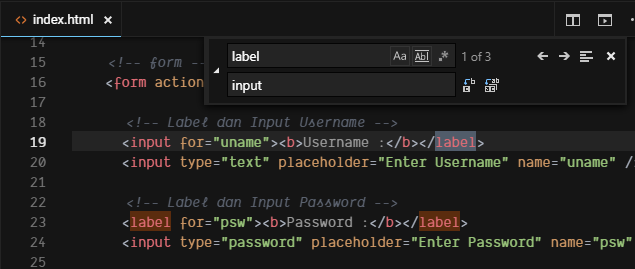 index.html
label Aa Abl .* 1 of 3
input
14
15 <!-- form --
16 <form action
17
18 <!-- Label dan Input Username -->
19 <input for="uname"><b>Username :</b></label>
20 <input type="text" placeholder="Enter Username" name="uname" /
21
22 <!-- Label dan Input Password -->
23 <label for="psw"><b>Password :</b></label>
24 <input type="password" placeholder="Enter Password" name="psw"
25